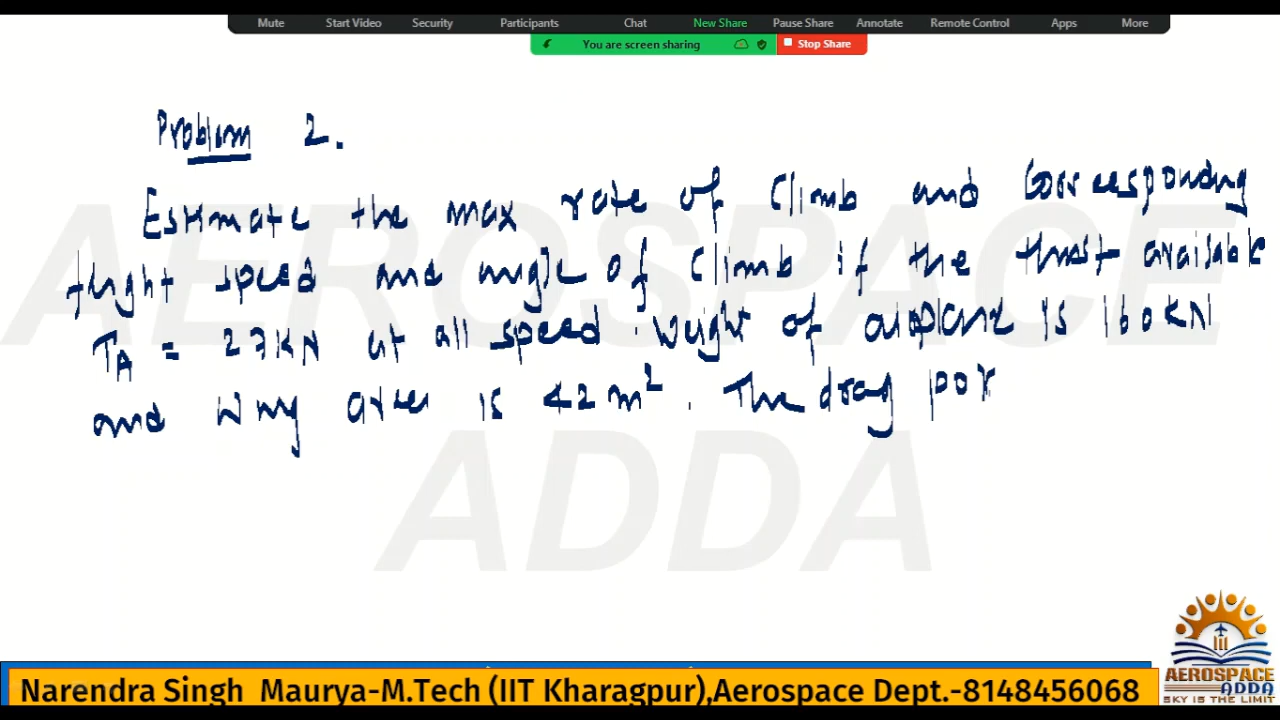 Mute Start Video Security Participants Chat New Share Pause Share Annotate Remote Control Apps More
You are screen sharing Stop Share
Problem 2.
Estimate the max rate of Climb and Corresponding
flight speed and angle of Climb if the thrust available
TA = 27KN at all speed. Weight of airplane is 160KN
and wing area is 42 m². The drag pol
AEROSPACE
ADDA
AEROSPACE
ADDA
SKY IS THE LIMIT
Narendra Singh Maurya-M.Tech (IIT Kharagpur),Aerospace Dept.-8148456068